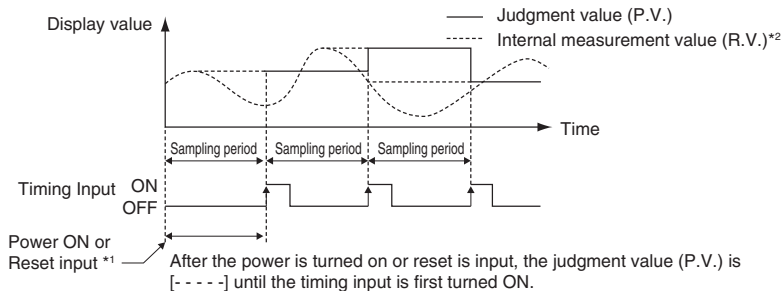 Display value
Judgment value (P.V.)
Internal measurement value (R.V.)*2
Time
Sampling period Sampling period Sampling period
Timing Input ON
OFF
Power ON or
Reset input *1
After the power is turned on or reset is input, the judgment value (P.V.) is
[- - - - -] until the timing input is first turned ON.